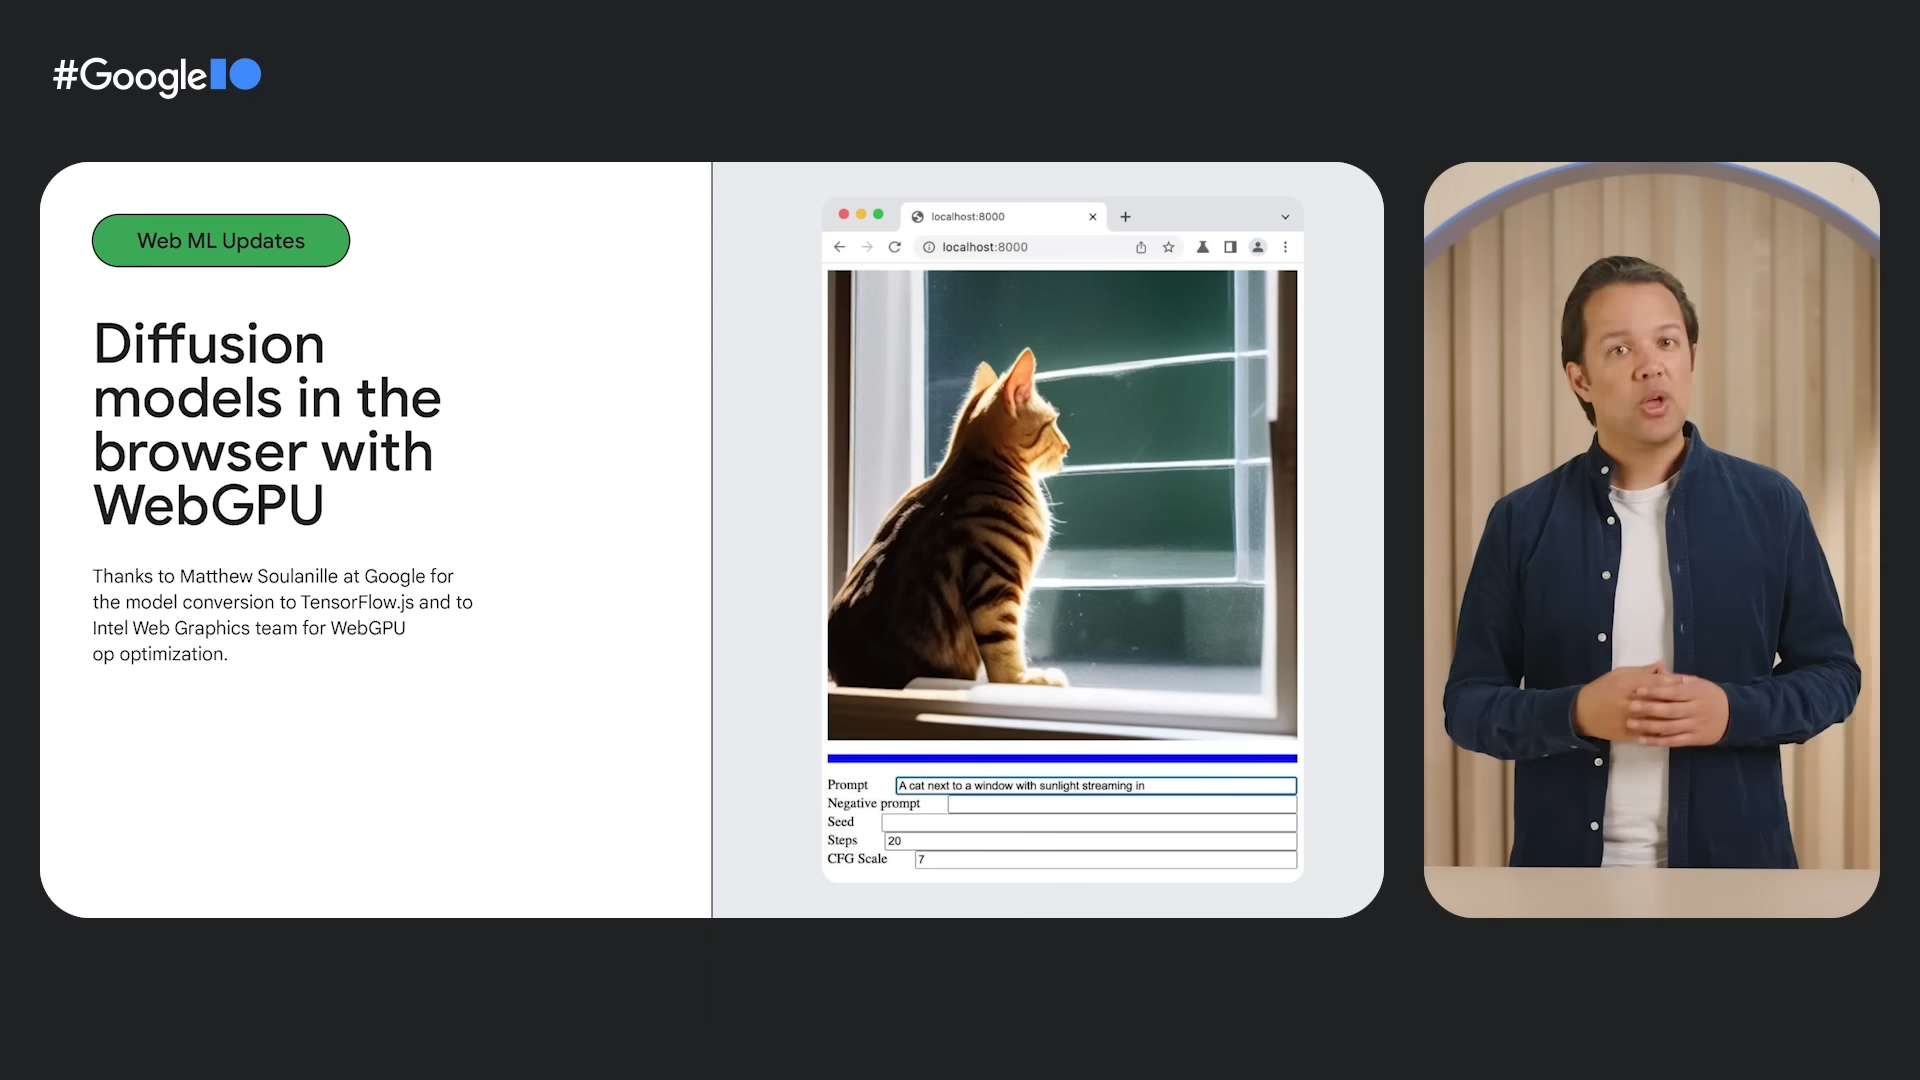 #GoogleIO
Web ML Updates
Diffusion
models in the
browser with
WebGPU
Thanks to Matthew Soulanille at Google for
the model conversion to TensorFlow.js and to
Intel Web Graphics team for WebGPU
op optimization.
localhost:8000
localhost:8000
Prompt A cat next to a window with sunlight streaming in
Negative prompt
Seed
Steps 20
CFG Scale 7